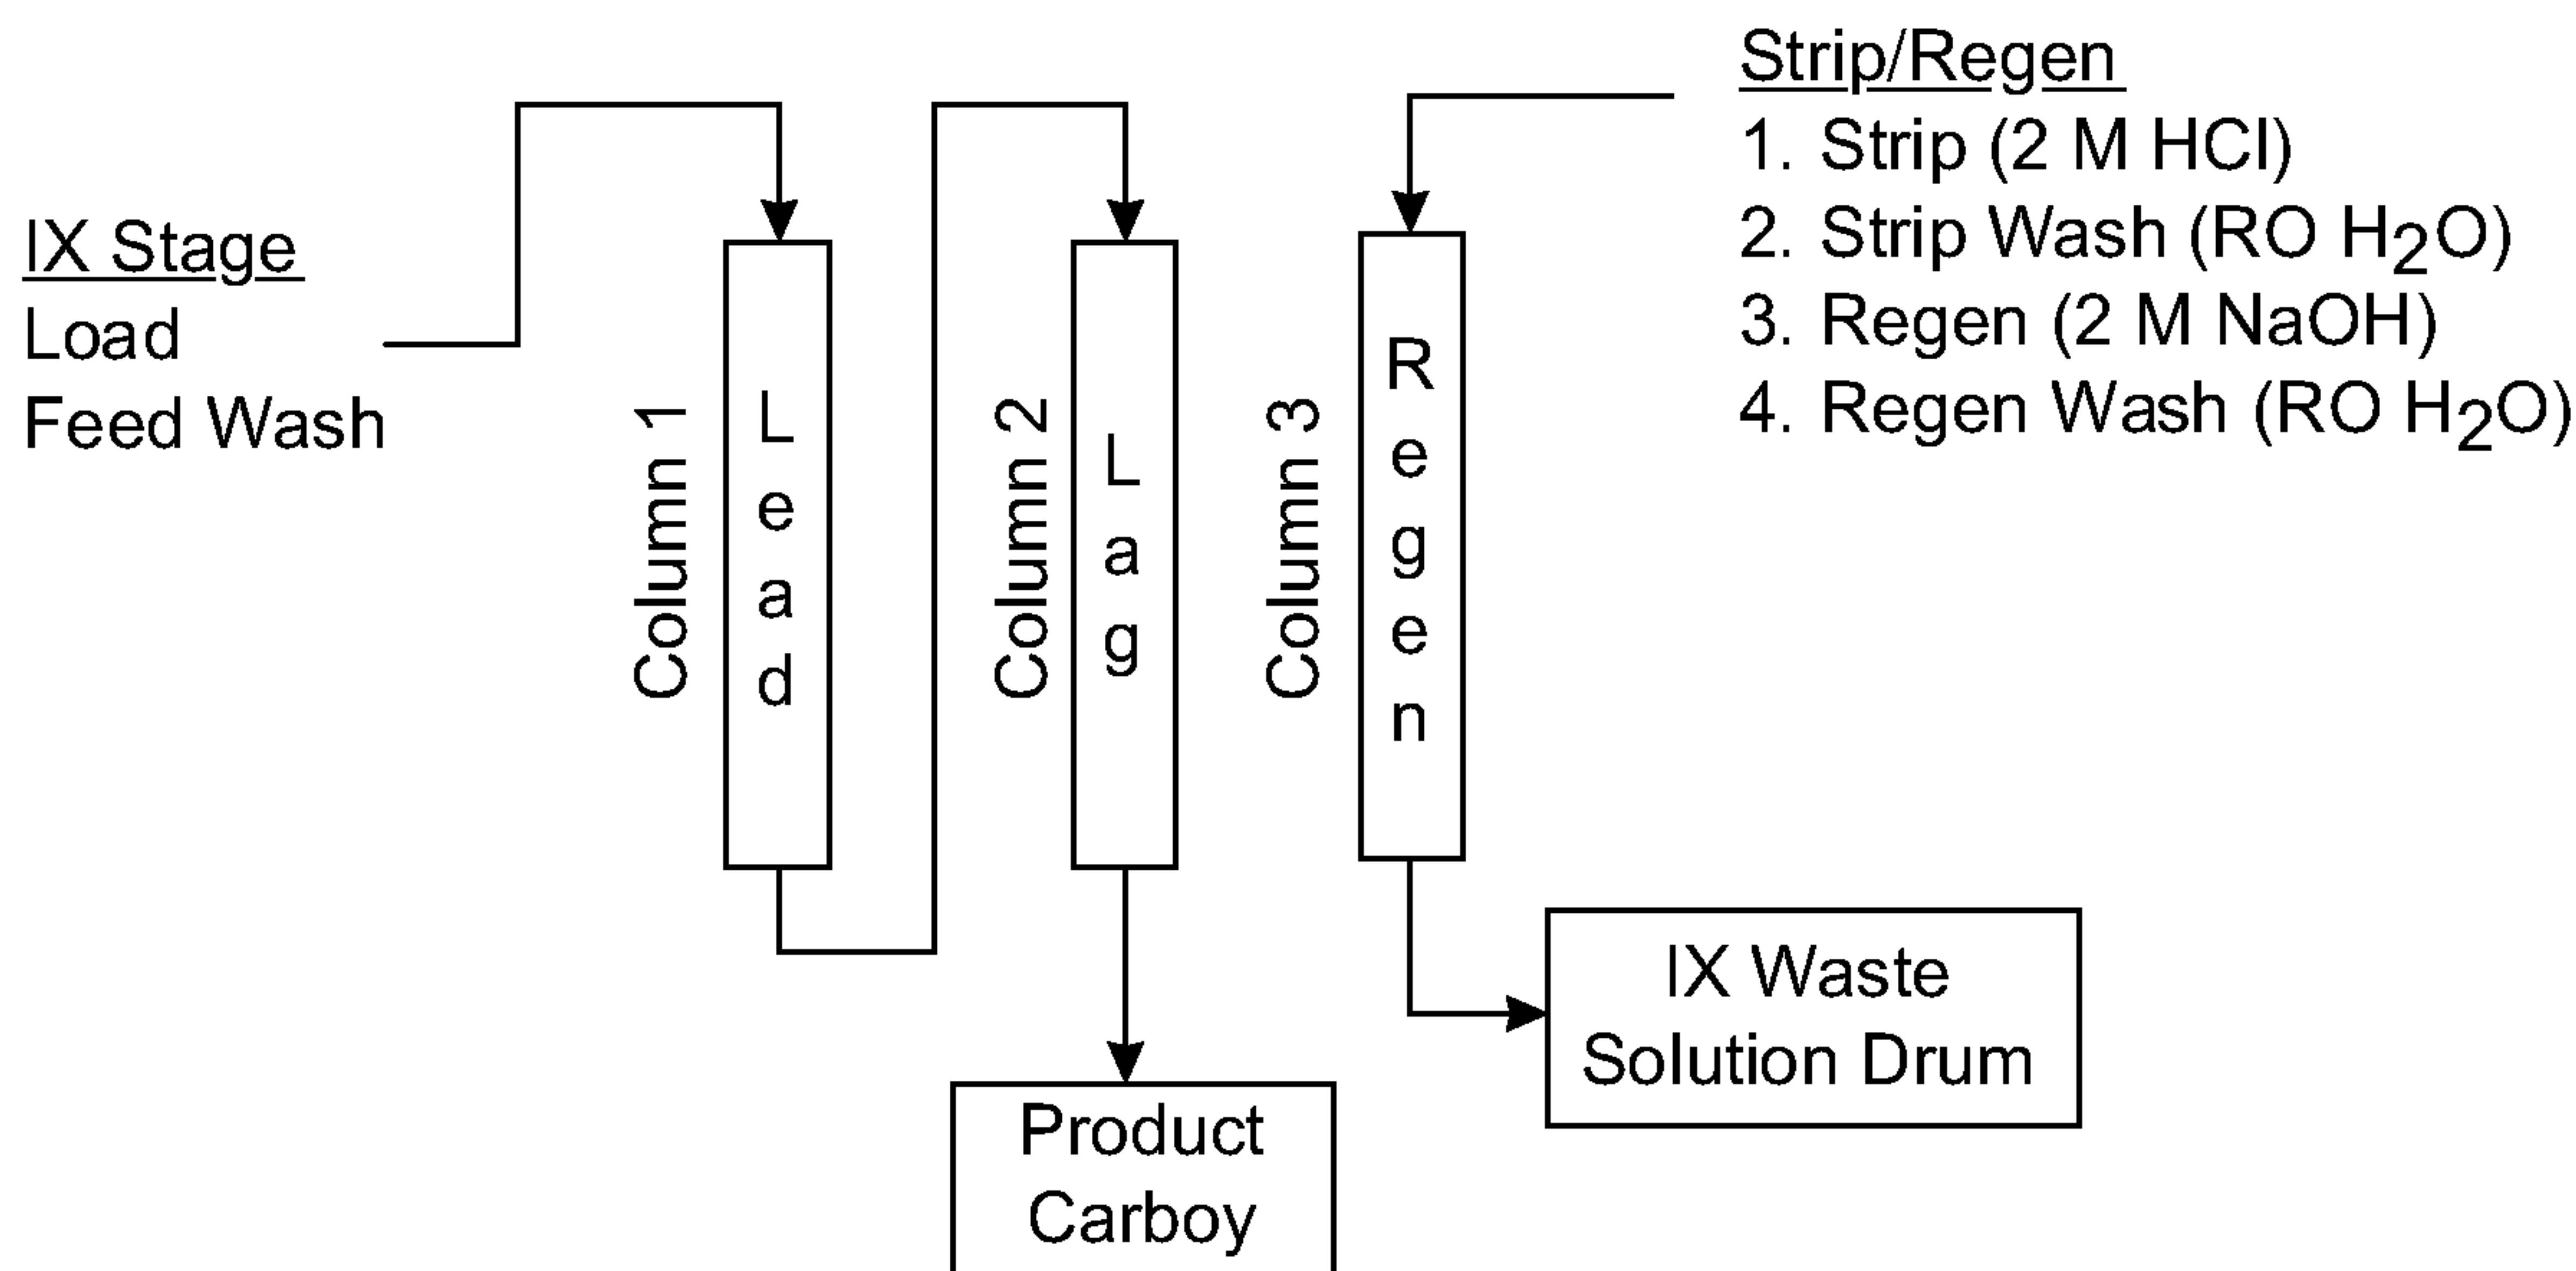 IX Stage
Load
Feed Wash
Column 1
Lead
Column 2
Lag
Column 3
Regen
Strip/Regen
1. Strip (2 M HCl)
2. Strip Wash (RO H₂O)
3. Regen (2 M NaOH)
4. Regen Wash (RO H₂O)
IX Waste
Solution Drum
Product
Carboy